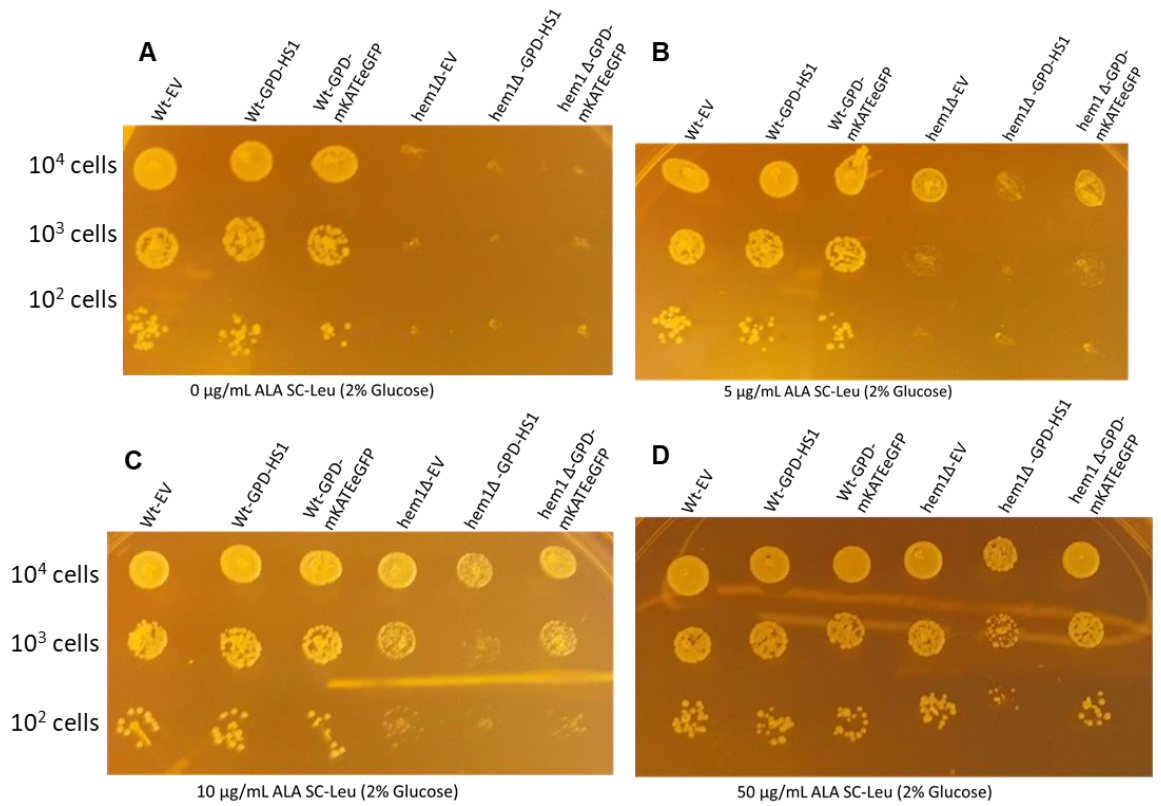 A
Wt-EV
Wt-GPD-HS1
Wt-GPD-
mKATEeGFP
hem1Δ-EV
hem1Δ -GPD-HS1
hem1 Δ-GPD-
mKATEeGFP
10⁴ cells
10³ cells
10² cells
0 µg/mL ALA SC-Leu (2% Glucose)
B
Wt-EV
Wt-GPD-HS1
Wt-GPD-
mKATEeGFP
hem1Δ-EV
hem1Δ -GPD-HS1
hem1 Δ-GPD-
mKATEeGFP
5 µg/mL ALA SC-Leu (2% Glucose)
C
Wt-EV
Wt-GPD-HS1
Wt-GPD-
mKATEeGFP
hem1Δ-EV
hem1Δ -GPD-HS1
hem1 Δ-GPD-
mKATEeGFP
10⁴ cells
10³ cells
10² cells
10 µg/mL ALA SC-Leu (2% Glucose)
D
Wt-EV
Wt-GPD-HS1
Wt-GPD-
mKATEeGFP
hem1Δ-EV
hem1Δ -GPD-HS1
hem1 Δ-GPD-
mKATEeGFP
50 µg/mL ALA SC-Leu (2% Glucose)